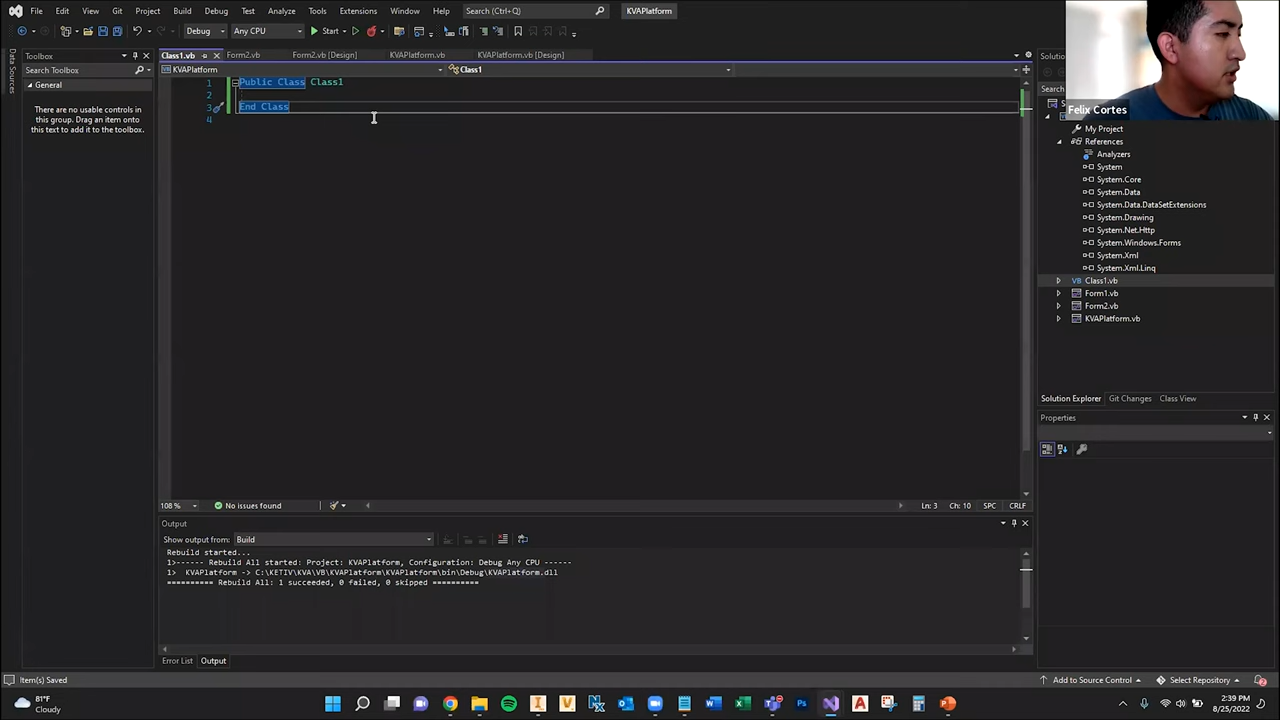 File Edit View Git Project Build Debug Test Analyze Tools Extensions Window Help Search (Ctrl+Q) KVAPlatform
Debug Any CPU Start
Data Sources
Toolbox
Search Toolbox
General
There are no usable controls in
this group. Drag an item onto
this text to add it to the toolbox.
Class1.vb Form2.vb Form2.vb [Design] KVAPlatform.vb KVAPlatform.vb [Design]
KVAPlatform Class1
1 Public Class Class1
2
3 End Class
4
108 % No issues found Ln: 3 Ch: 10 SPC CRLF
Output
Show output from: Build
Rebuild started...
1>------ Rebuild All started: Project: KVAPlatform, Configuration: Debug Any CPU ------
1> KVAPlatform -> C:\KETIV\KVA\VB\KVAPlatform\KVAPlatform\bin\Debug\KVAPlatform.dll
========== Rebuild All: 1 succeeded, 0 failed, 0 skipped ==========
Error List Output
Felix Cortes
My Project
References
Analyzers
System
System.Core
System.Data
System.Data.DataSetExtensions
System.Drawing
System.Net.Http
System.Windows.Forms
System.Xml
System.Xml.Linq
VB Class1.vb
Form1.vb
Form2.vb
KVAPlatform.vb
Solution Explorer Git Changes Class View
Properties
Item(s) Saved Add to Source Control Select Repository
81°F
Cloudy
2:39 PM
8/25/2022